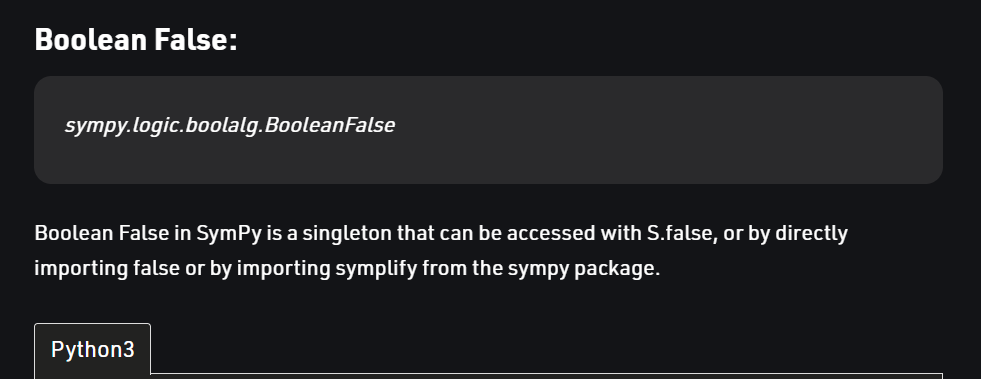 Boolean False:
sympy.logic.boolalg.BooleanFalse
Boolean False in SymPy is a singleton that can be accessed with S.false, or by directly
importing false or by importing symplify from the sympy package.
Python3